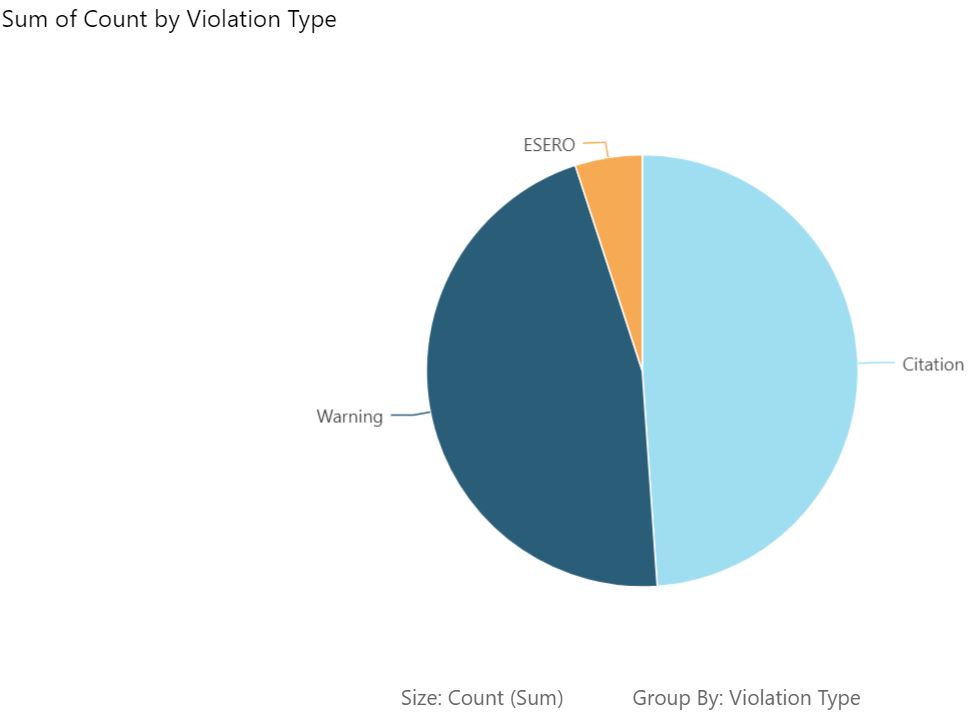 Sum of Count by Violation Type
ESERO
Citation
Warning
Size: Count (Sum) Group By: Violation Type